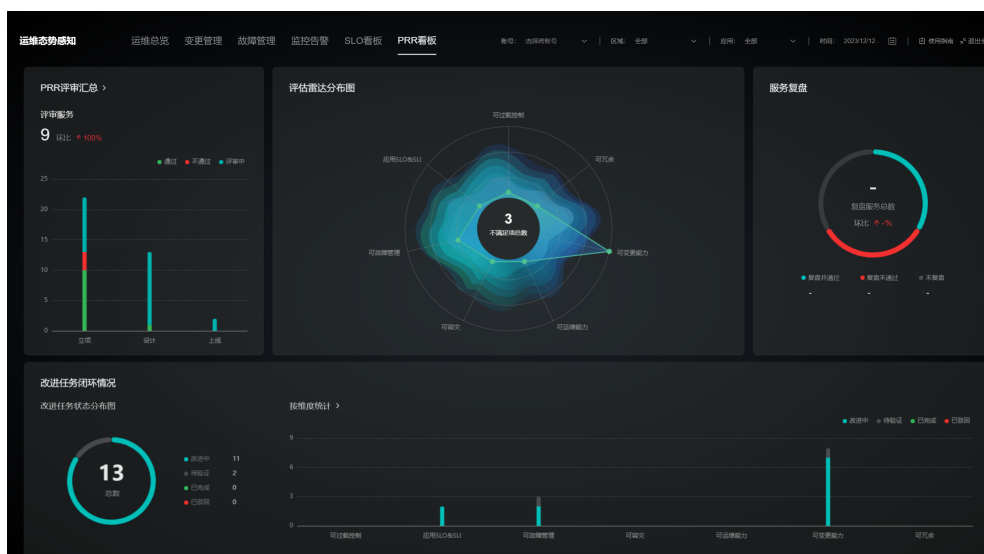 运维态势感知 运维总览 变更管理 故障管理 监控告警 SLO看板 PRR看板 账号: 选择账号 区域: 全部 应用: 全部 时间: 2023/12/12... 使用指南
PRR评审汇总 >
评审服务
9 环比 ↑100%
通过 不通过 评审中
25
20
15
10
5
0
立项 设计 上线
评估雷达分布图
可过载控制
应用SLO&SLI 可冗余
3
不满足项总数
可故障管理 可变更能力
可容灾 可运维能力
服务复盘
-
复盘服务总数
环比 ↑-%
复盘并通过 复盘未通过 未复盘
- - -
改进任务闭环情况
改进任务状态分布图
13
总数
改进中 11
待验证 2
已完成 0
已驳回 0
按维度统计 >
改进中 待验证 已完成 已驳回
9
6
3
0
可过载控制 应用SLO&SLI 可故障管理 可容灾 可运维能力 可变更能力 可冗余